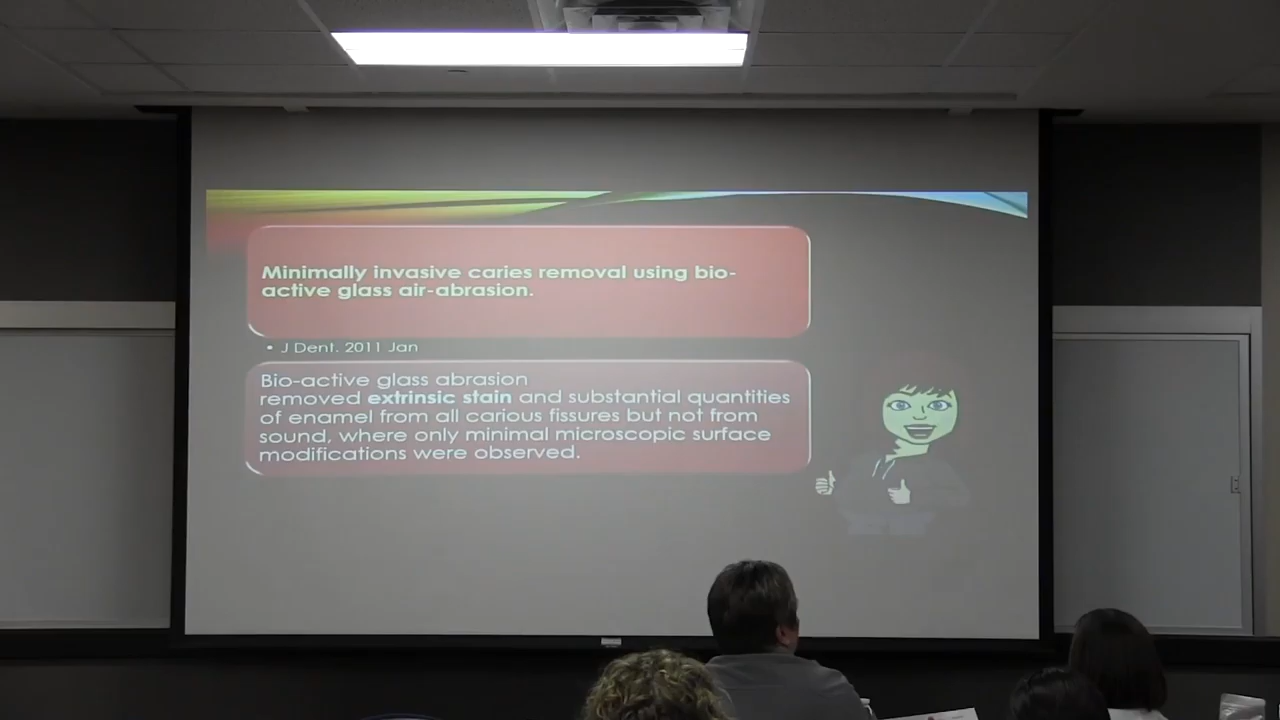 Minimally invasive caries removal using bio-
active glass air-abrasion.
• J Dent. 2011 Jan
Bio-active glass abrasion
removed extrinsic stain and substantial quantities
of enamel from all carious fissures but not from
sound, where only minimal microscopic surface
modifications were observed.